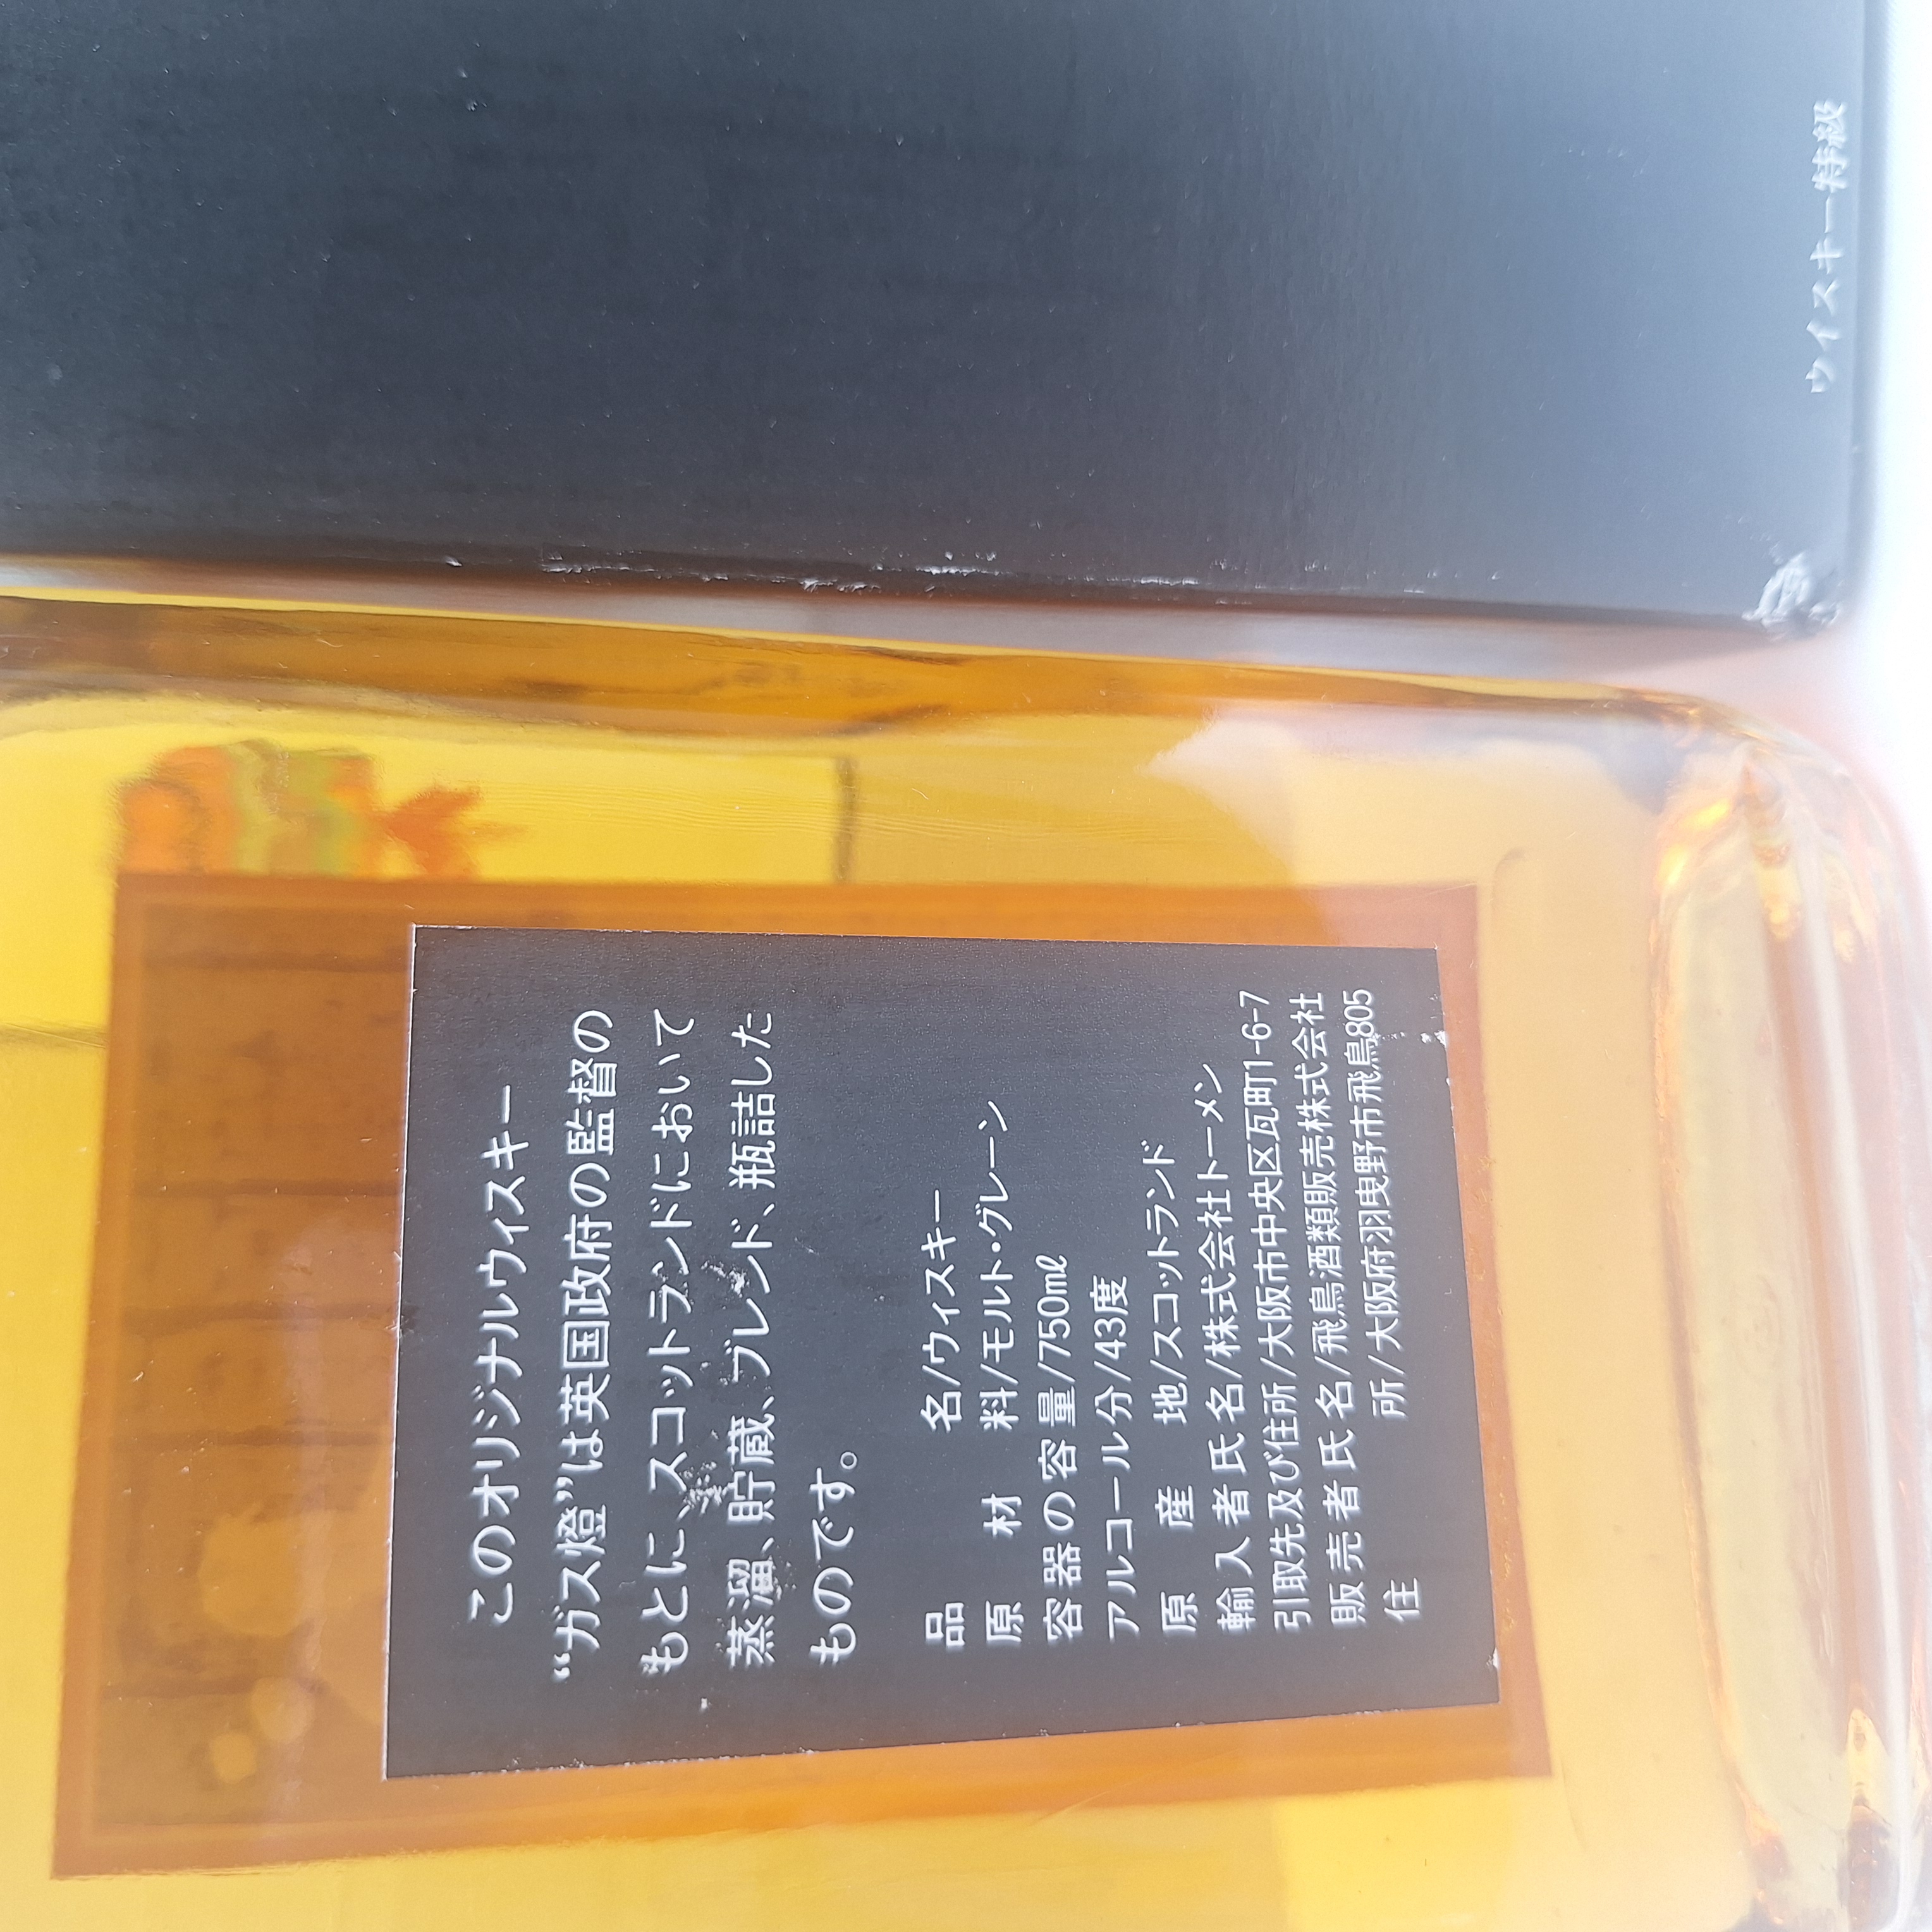 このオリジナルウィスキー
“ガス燈”は英国政府の監督の
もとに、スコットランドにおいて
蒸溜、貯蔵、ブレンド、瓶詰した
ものです。
品名/ウィスキー
原材料/モルト・グレーン
容器の容量/750mℓ
アルコール分/43度
原産地/スコットランド
輸入者氏名/株式会社トーメン
引取先及び住所/大阪市中央区瓦町1-6-7
販売者氏名/飛鳥酒類販売株式会社
住所/大阪府羽曳野市飛鳥805
ウイスキー特級